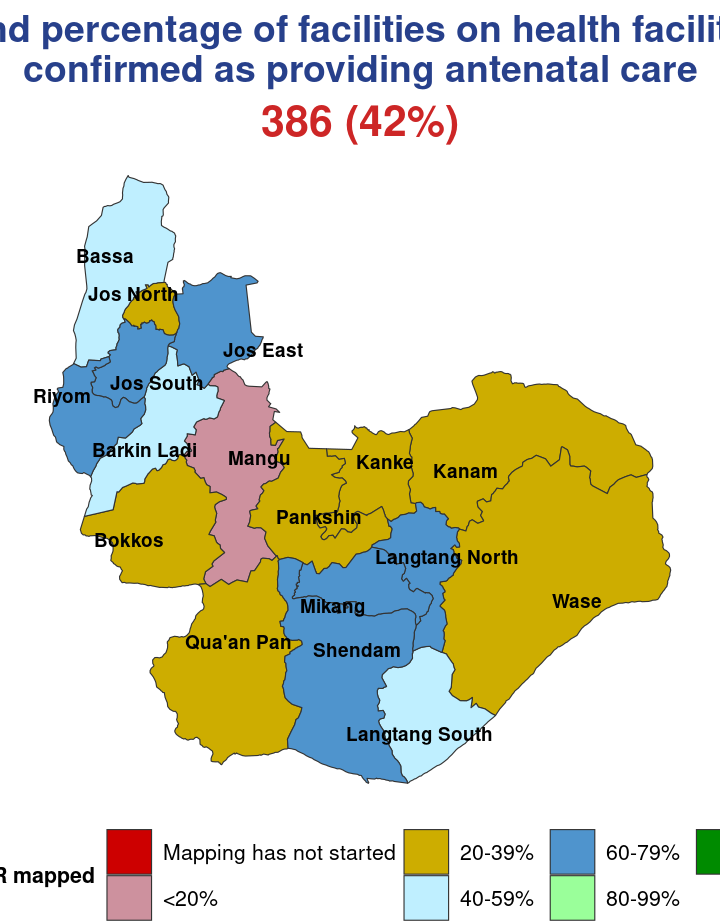 percentage of facilities on health
confirmed as providing antenatal care
386 (42%)
Bassa
Jos North
Jos East
Jos South
Riyom
Barkin Ladi
Mangu
Kanke
Kanam
Pankshin
Bokkos
Langtang North
Wase
Mikang
Qua'an Pan
Shendam
Langtang South
Mapping has not started 20-39% 60-79%
mapped
<20% 40-59% 80-99%